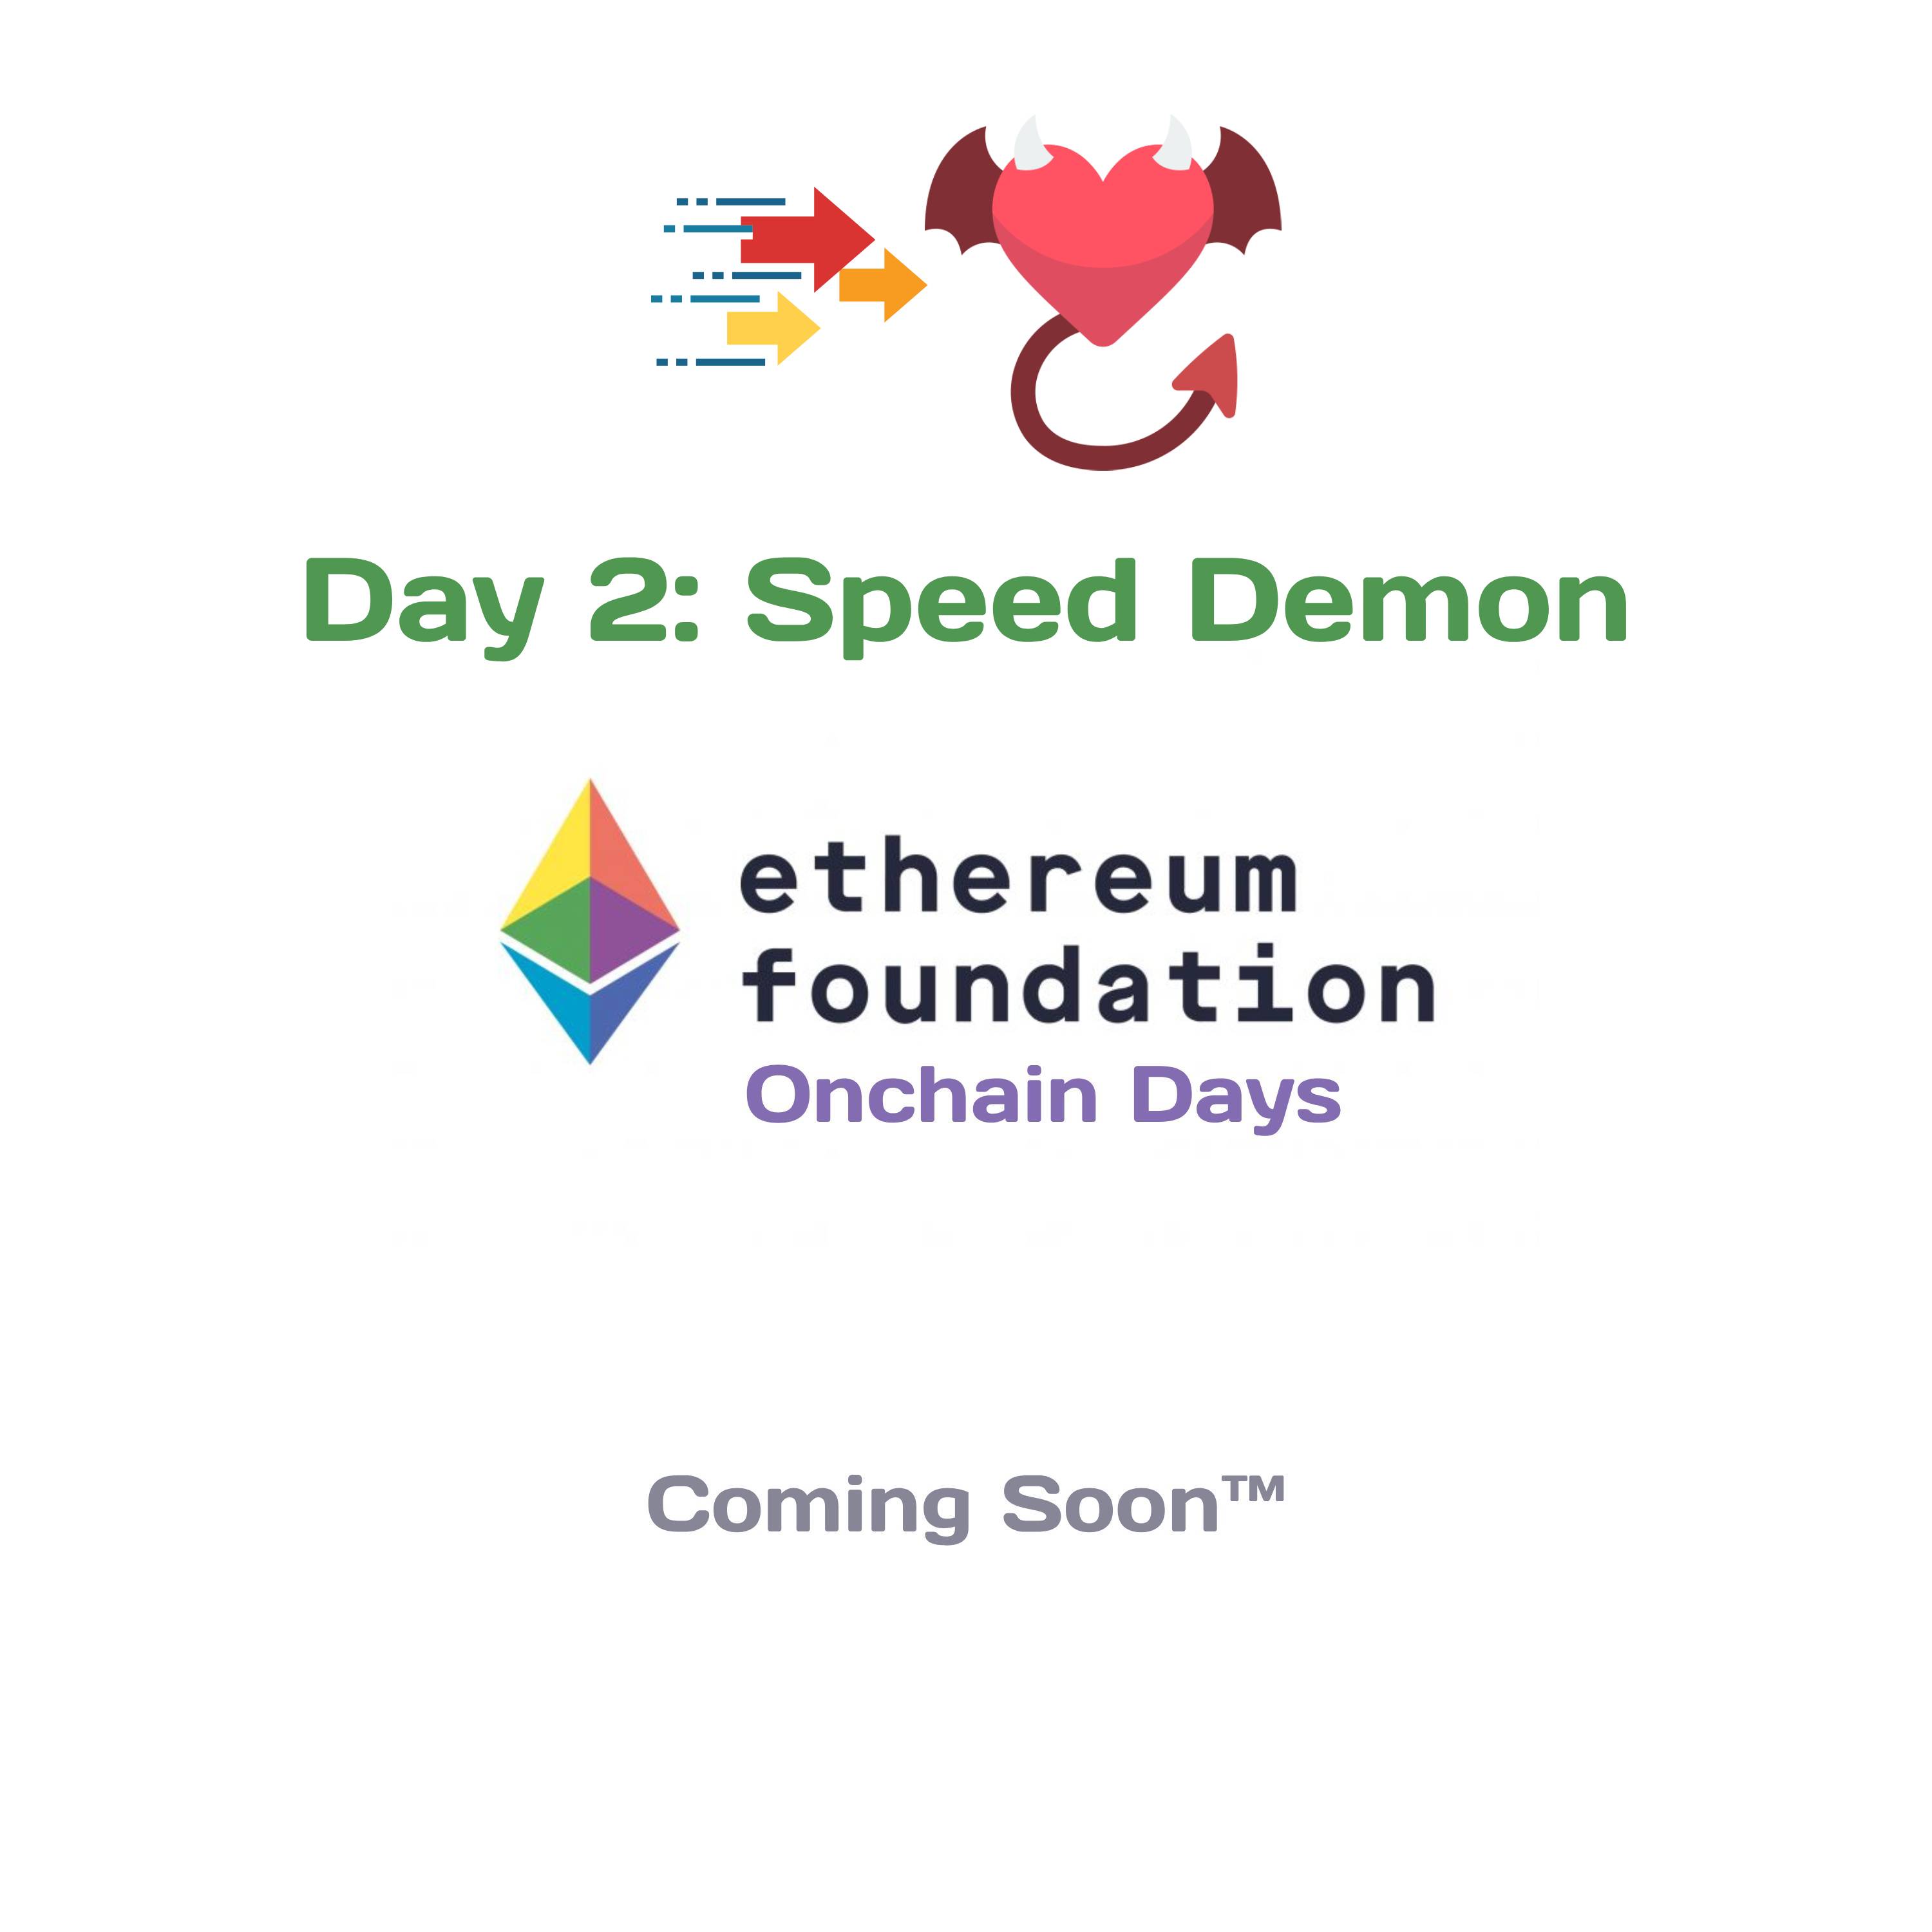 Day 2: Speed Demon
ethereum
foundation
Onchain Days
Coming Soon™